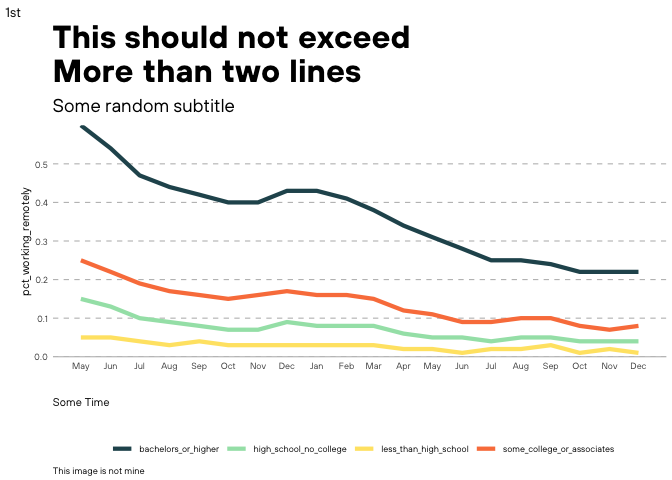 1st
This should not exceed
More than two lines
Some random subtitle
pct_working_remotely
0.5
0.4
0.3
0.2
0.1
0.0
May Jun Jul Aug Sep Oct Nov Dec Jan Feb Mar Apr May Jun Jul Aug Sep Oct Nov Dec
Some Time
bachelors_or_higher high_school_no_college less_than_high_school some_college_or_associates
This image is not mine